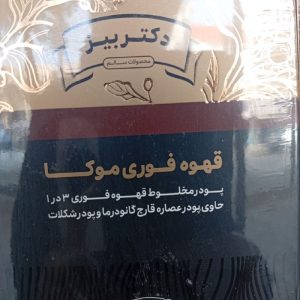 دکتر بیز
محصولات سالم
قهوه فوری موکا
پودر مخلوط قهوه فوری ۳ در ۱
حاوی پودر عصاره قارچ گانودرما و پودر شکلات